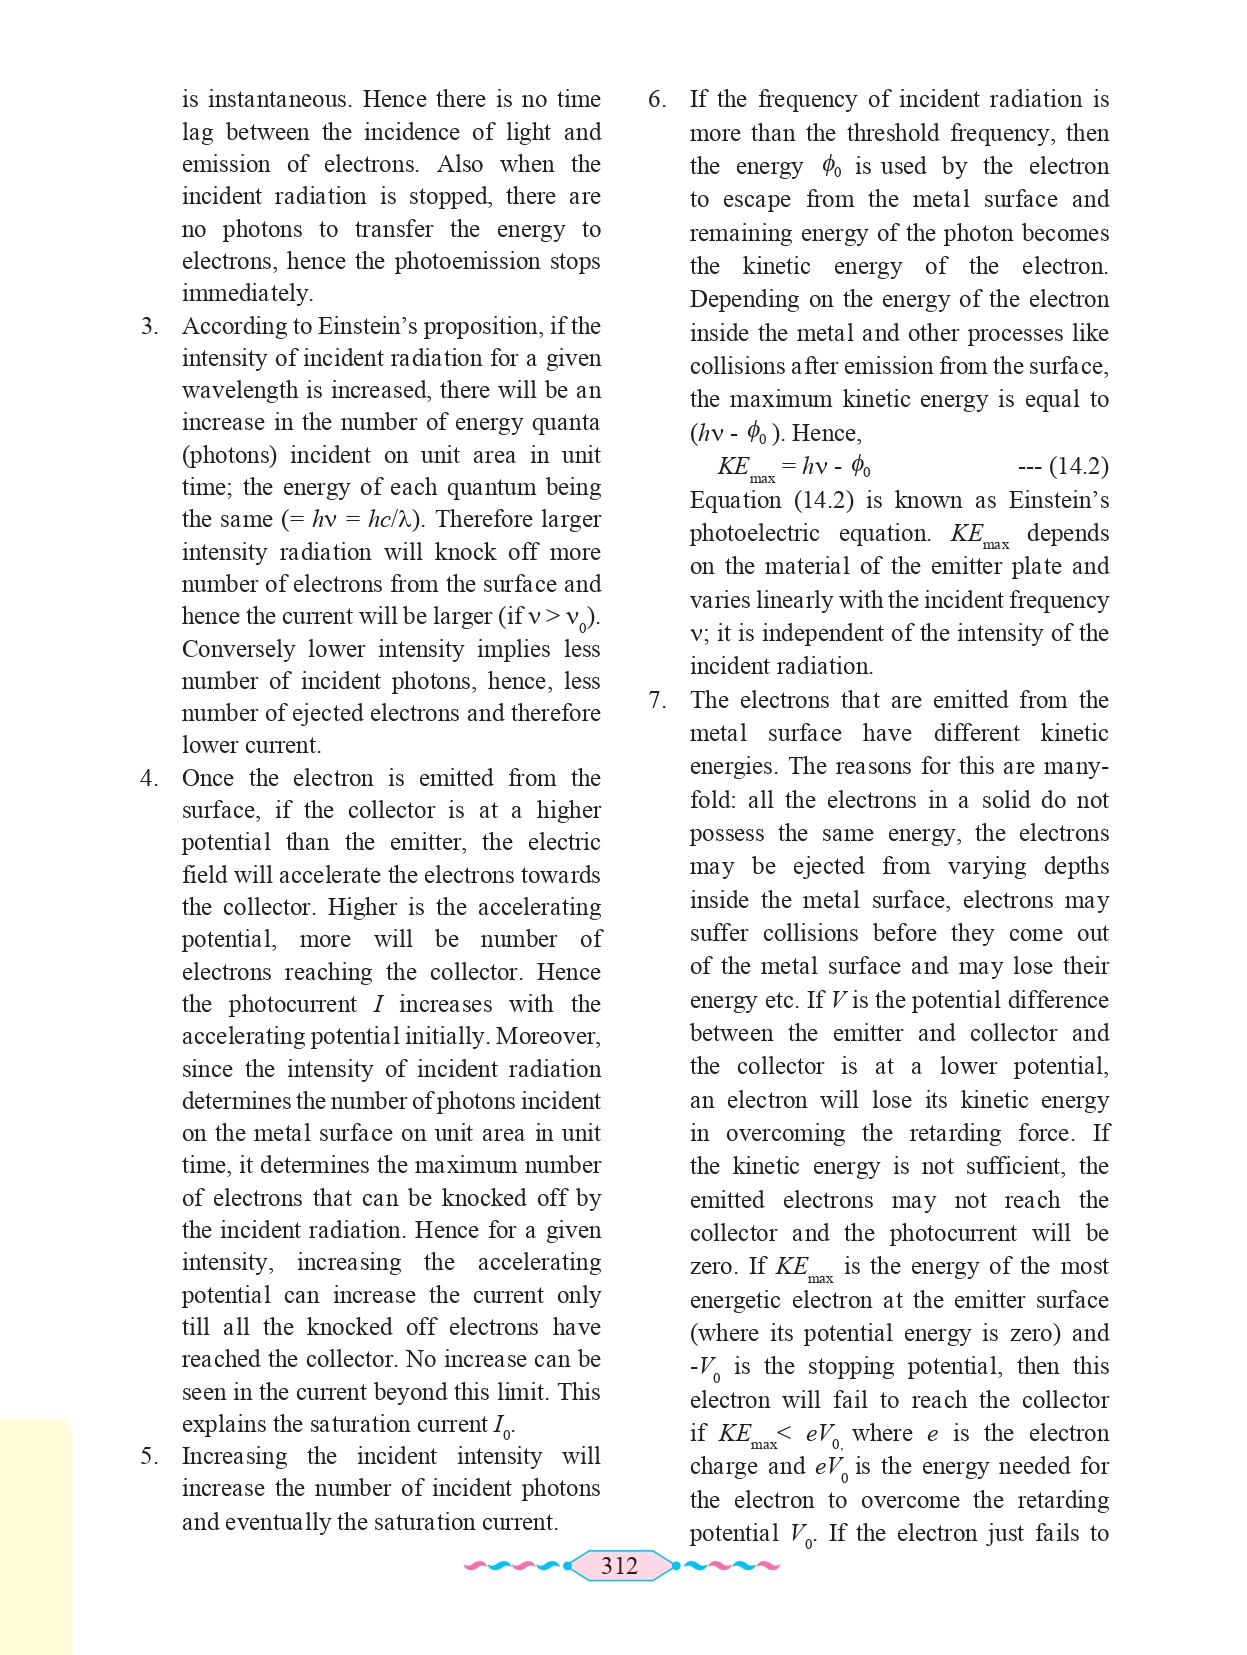 is instantaneous. Hence there is no time
lag between the incidence of light and
emission of electrons. Also when the
incident radiation is stopped, there are
no photons to transfer the energy to
electrons, hence the photoemission stops
immediately.
3. According to Einstein’s proposition, if the
intensity of incident radiation for a given
wavelength is increased, there will be an
increase in the number of energy quanta
(photons) incident on unit area in unit
time; the energy of each quantum being
the same (= hν = hc/λ). Therefore larger
intensity radiation will knock off more
number of electrons from the surface and
hence the current will be larger (if ν > ν₀).
Conversely lower intensity implies less
number of incident photons, hence, less
number of ejected electrons and therefore
lower current.
4. Once the electron is emitted from the
surface, if the collector is at a higher
potential than the emitter, the electric
field will accelerate the electrons towards
the collector. Higher is the accelerating
potential, more will be number of
electrons reaching the collector. Hence
the photocurrent I increases with the
accelerating potential initially. Moreover,
since the intensity of incident radiation
determines the number of photons incident
on the metal surface on unit area in unit
time, it determines the maximum number
of electrons that can be knocked off by
the incident radiation. Hence for a given
intensity, increasing the accelerating
potential can increase the current only
till all the knocked off electrons have
reached the collector. No increase can be
seen in the current beyond this limit. This
explains the saturation current I₀.
5. Increasing the incident intensity will
increase the number of incident photons
and eventually the saturation current.
6. If the frequency of incident radiation is
more than the threshold frequency, then
the energy ϕ₀ is used by the electron
to escape from the metal surface and
remaining energy of the photon becomes
the kinetic energy of the electron.
Depending on the energy of the electron
inside the metal and other processes like
collisions after emission from the surface,
the maximum kinetic energy is equal to
(hν - ϕ₀ ). Hence,
KEmax = hν - ϕ₀ --- (14.2)
Equation (14.2) is known as Einstein’s
photoelectric equation. KEmax depends
on the material of the emitter plate and
varies linearly with the incident frequency
ν; it is independent of the intensity of the
incident radiation.
7. The electrons that are emitted from the
metal surface have different kinetic
energies. The reasons for this are many-
fold: all the electrons in a solid do not
possess the same energy, the electrons
may be ejected from varying depths
inside the metal surface, electrons may
suffer collisions before they come out
of the metal surface and may lose their
energy etc. If V is the potential difference
between the emitter and collector and
the collector is at a lower potential,
an electron will lose its kinetic energy
in overcoming the retarding force. If
the kinetic energy is not sufficient, the
emitted electrons may not reach the
collector and the photocurrent will be
zero. If KEmax is the energy of the most
energetic electron at the emitter surface
(where its potential energy is zero) and
-V₀ is the stopping potential, then this
electron will fail to reach the collector
if KEmax< eV₀, where e is the electron
charge and eV₀ is the energy needed for
the electron to overcome the retarding
potential V₀. If the electron just fails to
312